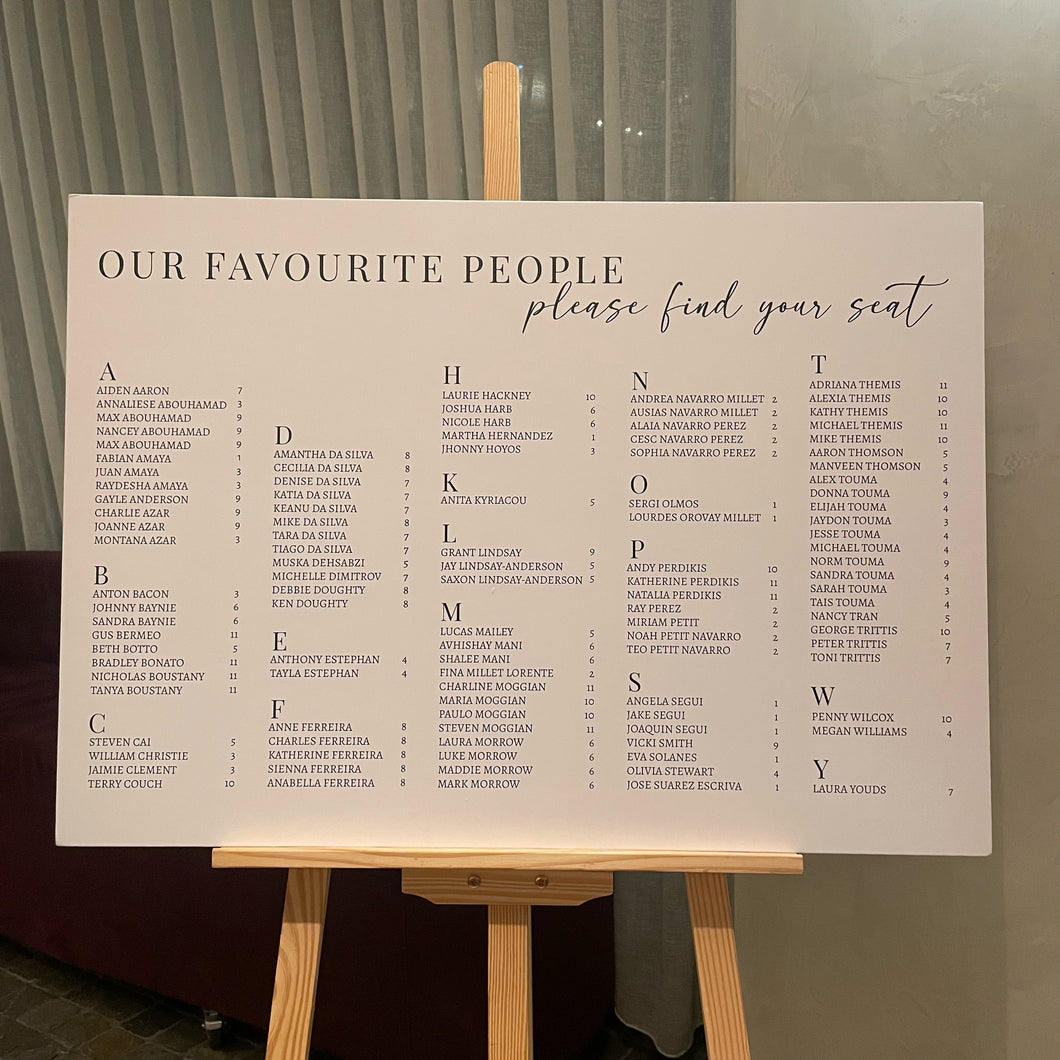 OUR FAVOURITE PEOPLE
please find your seat
A
AIDEN AARON 7
ANNALIESE ABOUHAMAD 3
MAX ABOUHAMAD 9
NANCEY ABOUHAMAD 9
MAX ABOUHAMAD 9
FABIAN AMAYA 1
JUAN AMAYA 3
RAYDESHA AMAYA 3
GAYLE ANDERSON 9
CHARLIE AZAR 9
JOANNE AZAR 9
MONTANA AZAR 3
B
ANTON BACON 3
JOHNNY BAYNIE 6
SANDRA BAYNIE 6
GUS BERMEO 11
BETH BOTTO 5
BRADLEY BONATO 11
NICHOLAS BOUSTANY 11
TANYA BOUSTANY 11
C
STEVEN CAI 5
WILLIAM CHRISTIE 3
JAIMIE CLEMENT 3
TERRY COUCH 10
D
AMANTHA DA SILVA 8
CECILIA DA SILVA 8
DENISE DA SILVA 7
KATIA DA SILVA 7
KEANU DA SILVA 7
MIKE DA SILVA 8
TARA DA SILVA 7
TIAGO DA SILVA 7
MUSKA DEHSABZI 5
MICHELLE DIMITROV 7
DEBBIE DOUGHTY 8
KEN DOUGHTY 8
E
ANTHONY ESTEPHAN 4
TAYLA ESTEPHAN 4
F
ANNE FERREIRA 8
CHARLES FERREIRA 8
KATHERINE FERREIRA 8
SIENNA FERREIRA 8
ANABELLA FERREIRA 8
H
LAURIE HACKNEY 10
JOSHUA HARB 6
NICOLE HARB 6
MARTHA HERNANDEZ 1
JHONNY HOYOS 3
K
ANITA KYRIACOU 5
L
GRANT LINDSAY 9
JAY LINDSAY-ANDERSON 5
SAXON LINDSAY-ANDERSON 5
M
LUCAS MAILEY 5
AVHISHAY MANI 6
SHALEE MANI 6
FINA MILLET LORENTE 2
CHARLINE MOGGIAN 11
MARIA MOGGIAN 10
PAULO MOGGIAN 10
STEVEN MOGGIAN 11
LAURA MORROW 6
LUKE MORROW 6
MADDIE MORROW 6
MARK MORROW 6
N
ANDREA NAVARRO MILLET 2
AUSIAS NAVARRO MILLET 2
ALAIA NAVARRO PEREZ 2
CESC NAVARRO PEREZ 2
SOPHIA NAVARRO PEREZ 2
O
SERGI OLMOS 1
LOURDES OROVAY MILLET 1
P
ANDY PERDIKIS 10
KATHERINE PERDIKIS 11
NATALIA PERDIKIS 11
RAY PEREZ 2
MIRIAM PETIT 2
NOAH PETIT NAVARRO 2
TEO PETIT NAVARRO 2
S
ANGELA SEGUI 1
JAKE SEGUI 1
JOAQUIN SEGUI 1
VICKI SMITH 9
EVA SOLANES 1
OLIVIA STEWART 4
JOSE SUAREZ ESCRIVA 1
T
ADRIANA THEMIS 11
ALEXIA THEMIS 10
KATHY THEMIS 10
MICHAEL THEMIS 11
MIKE THEMIS 10
AARON THOMSON 5
MANVEEN THOMSON 5
ALEX TOUMA 4
DONNA TOUMA 9
ELIJAH TOUMA 4
JAYDON TOUMA 3
JESSE TOUMA 4
MICHAEL TOUMA 4
NORM TOUMA 9
SANDRA TOUMA 4
SARAH TOUMA 3
TAIS TOUMA 4
NANCY TRAN 5
GEORGE TRITTIS 10
PETER TRITTIS 7
TONI TRITTIS 7
W
PENNY WILCOX 10
MEGAN WILLIAMS 4
Y
LAURA YOUDS 7